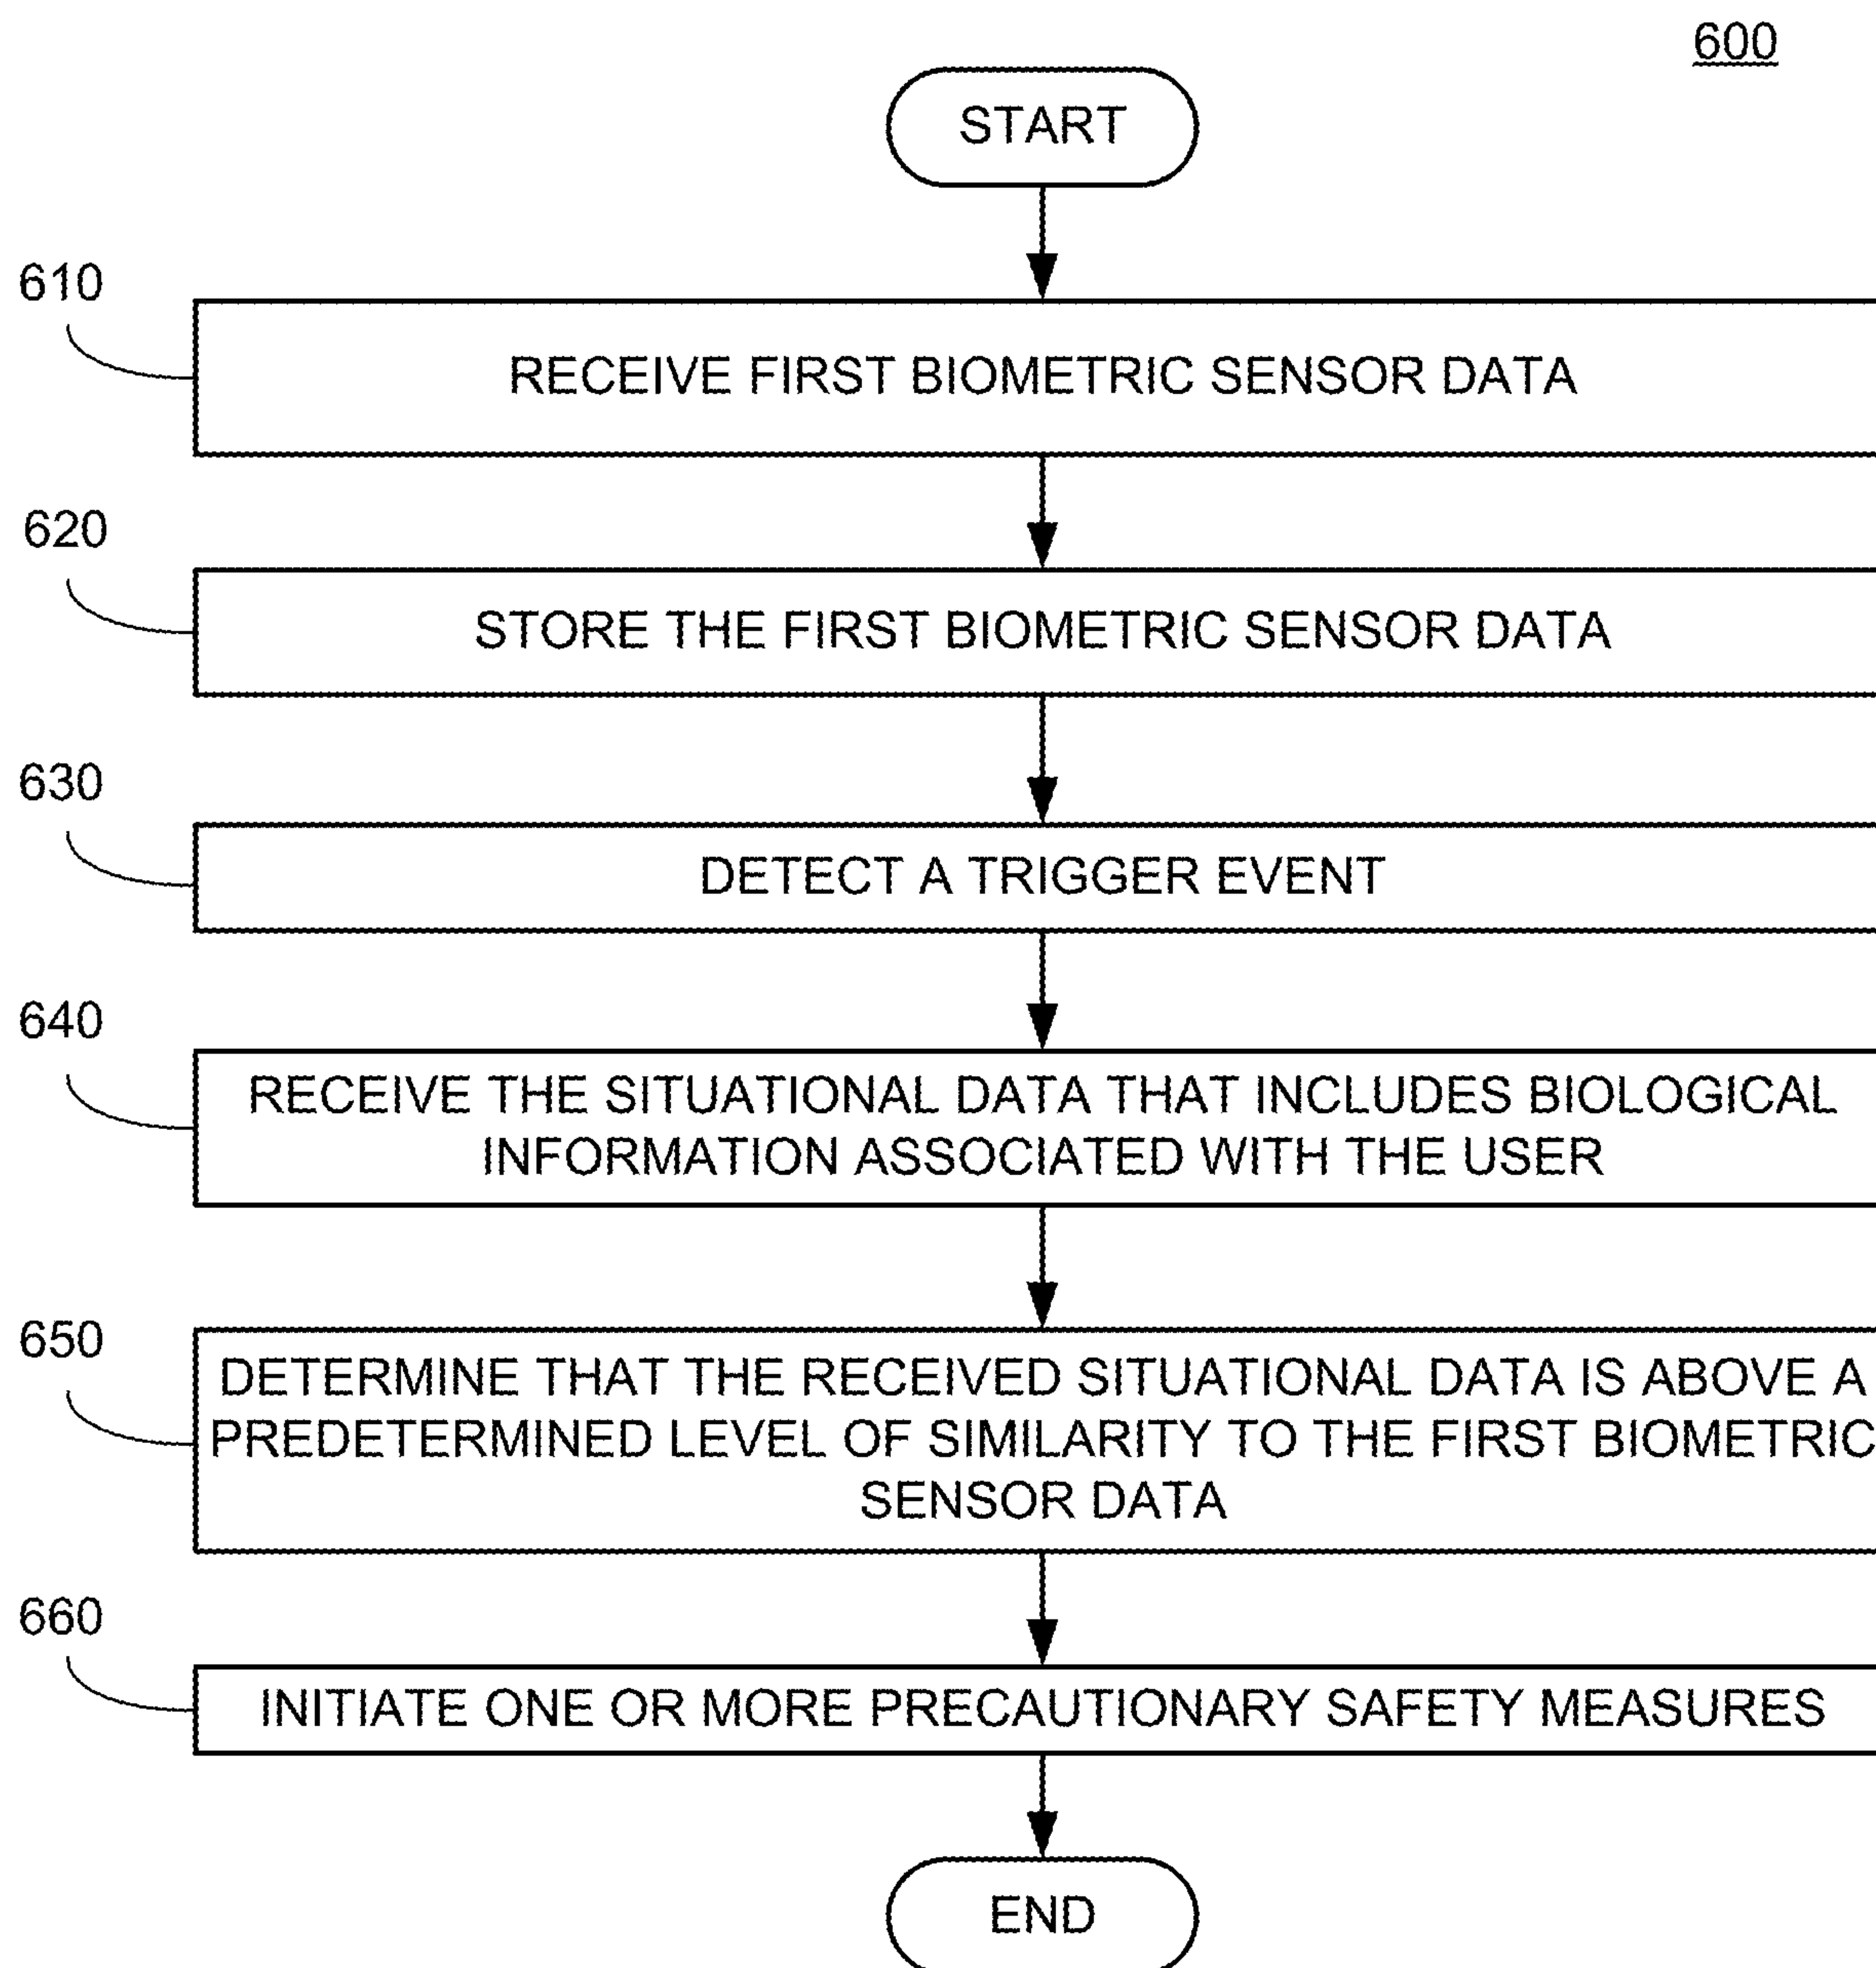 600
START
610
RECEIVE FIRST BIOMETRIC SENSOR DATA
620
STORE THE FIRST BIOMETRIC SENSOR DATA
630
DETECT A TRIGGER EVENT
640
RECEIVE THE SITUATIONAL DATA THAT INCLUDES BIOLOGICAL
INFORMATION ASSOCIATED WITH THE USER
650
DETERMINE THAT THE RECEIVED SITUATIONAL DATA IS ABOVE A
PREDETERMINED LEVEL OF SIMILARITY TO THE FIRST BIOMETRIC
SENSOR DATA
660
INITIATE ONE OR MORE PRECAUTIONARY SAFETY MEASURES
END